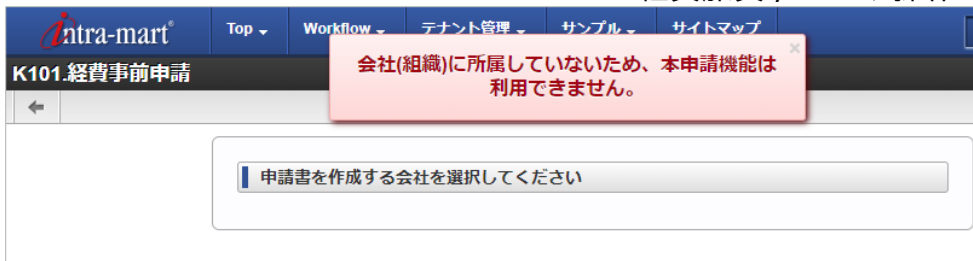 intra-mart®
Top Workflow テナント管理 サンプル サイトマップ
K101.経費事前申請
会社(組織)に所属していないため、本申請機能は
利用できません。
申請書を作成する会社を選択してください